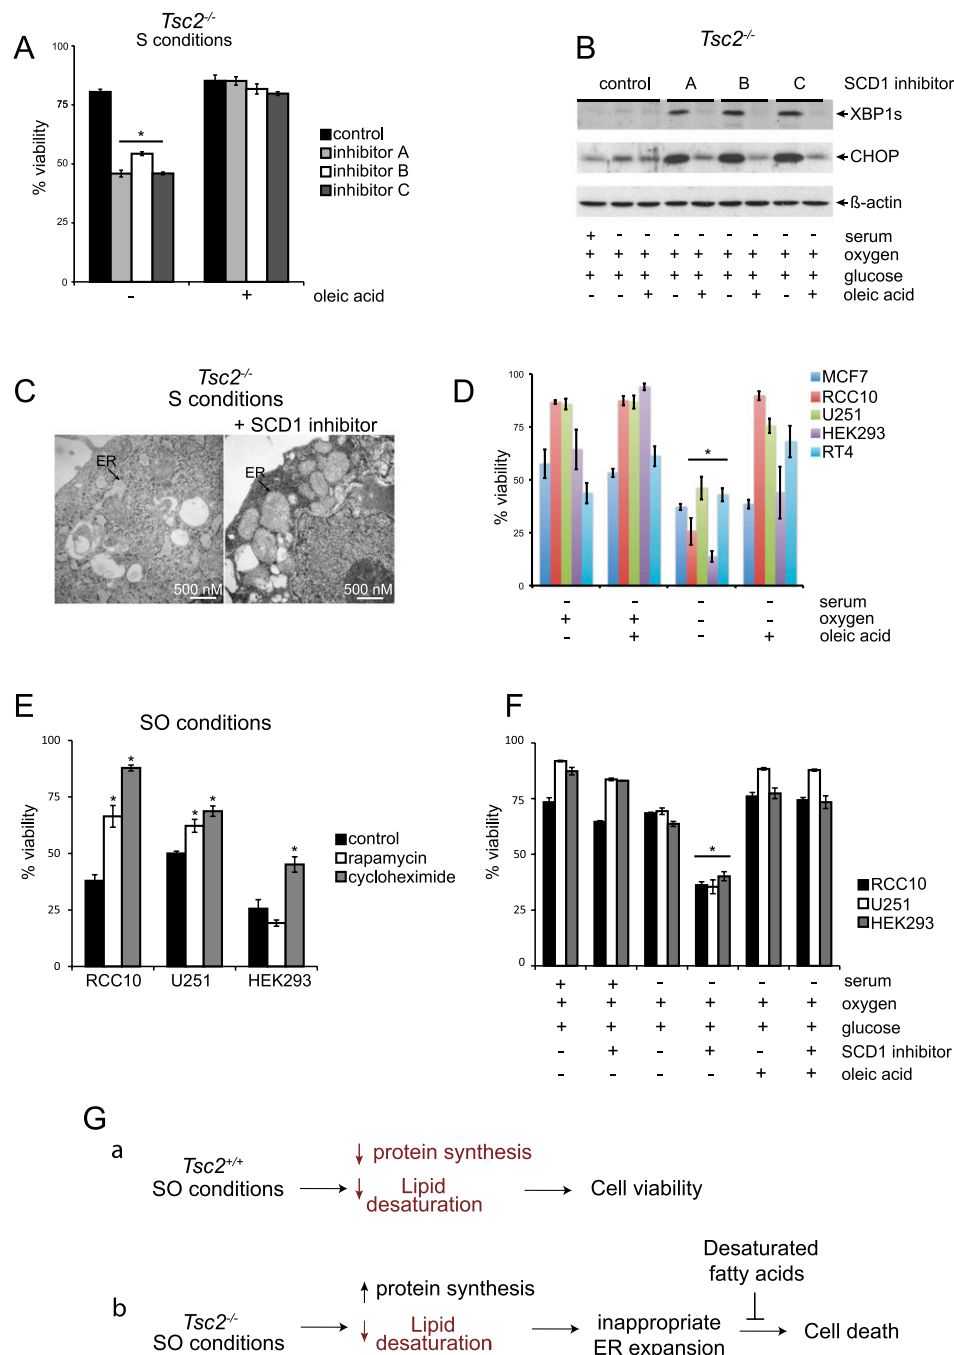 A
Tsc2-/-
S conditions
100
75
50
25
0
% viability
*
control
inhibitor A
inhibitor B
inhibitor C
- + oleic acid
B
Tsc2-/-
control A B C SCD1 inhibitor
XBP1s
CHOP
ß-actin
+ - - - - - - - - serum
+ + + + + + + + + oxygen
+ + + + + + + + + glucose
- - + - + - + - + oleic acid
C
Tsc2-/-
S conditions
+ SCD1 inhibitor
ER
500 nM
ER
500 nM
D
100
75
50
25
0
% viability
*
MCF7
RCC10
U251
HEK293
RT4
- - - - serum
+ + - - oxygen
- + - + oleic acid
E
SO conditions
100
75
50
25
0
% viability
* * * * *
control
rapamycin
cycloheximide
RCC10 U251 HEK293
F
100
75
50
25
0
% viability
*
RCC10
U251
HEK293
+ + - - - - serum
+ + + + + + oxygen
+ + + + + + glucose
- + - + - + SCD1 inhibitor
- - - - + + oleic acid
G
a
Tsc2+/+
SO conditions
protein synthesis
Lipid
desaturation
Cell viability
b
Tsc2-/-
SO conditions
protein synthesis
Lipid
desaturation
inappropriate
ER expansion
Desaturated
fatty acids
Cell death